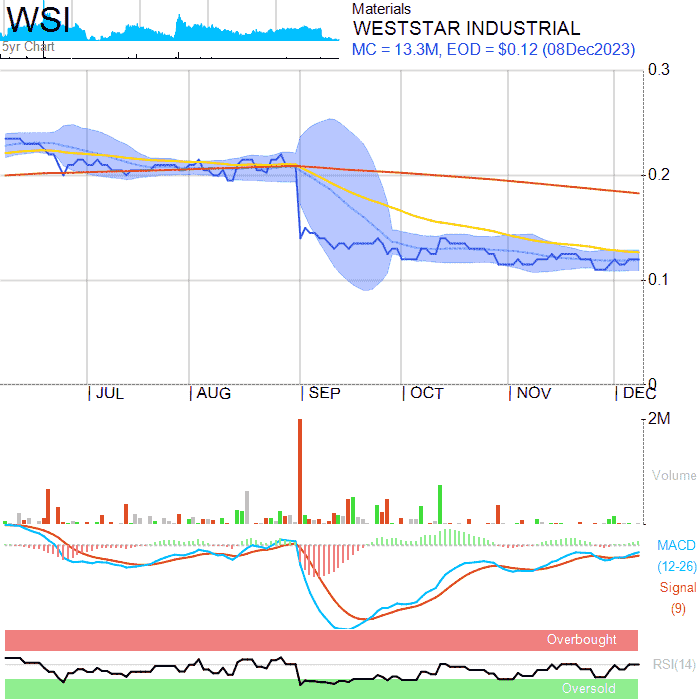 WSI
5yr Chart
Materials
WESTSTAR INDUSTRIAL
MC = 13.3M, EOD = $0.12 (08Dec2023)
0.3
0.2
0.1
0
JUL AUG SEP OCT NOV DEC
2M
Volume
MACD
(12-26)
Signal
(9)
Overbought
RSI(14)
Oversold